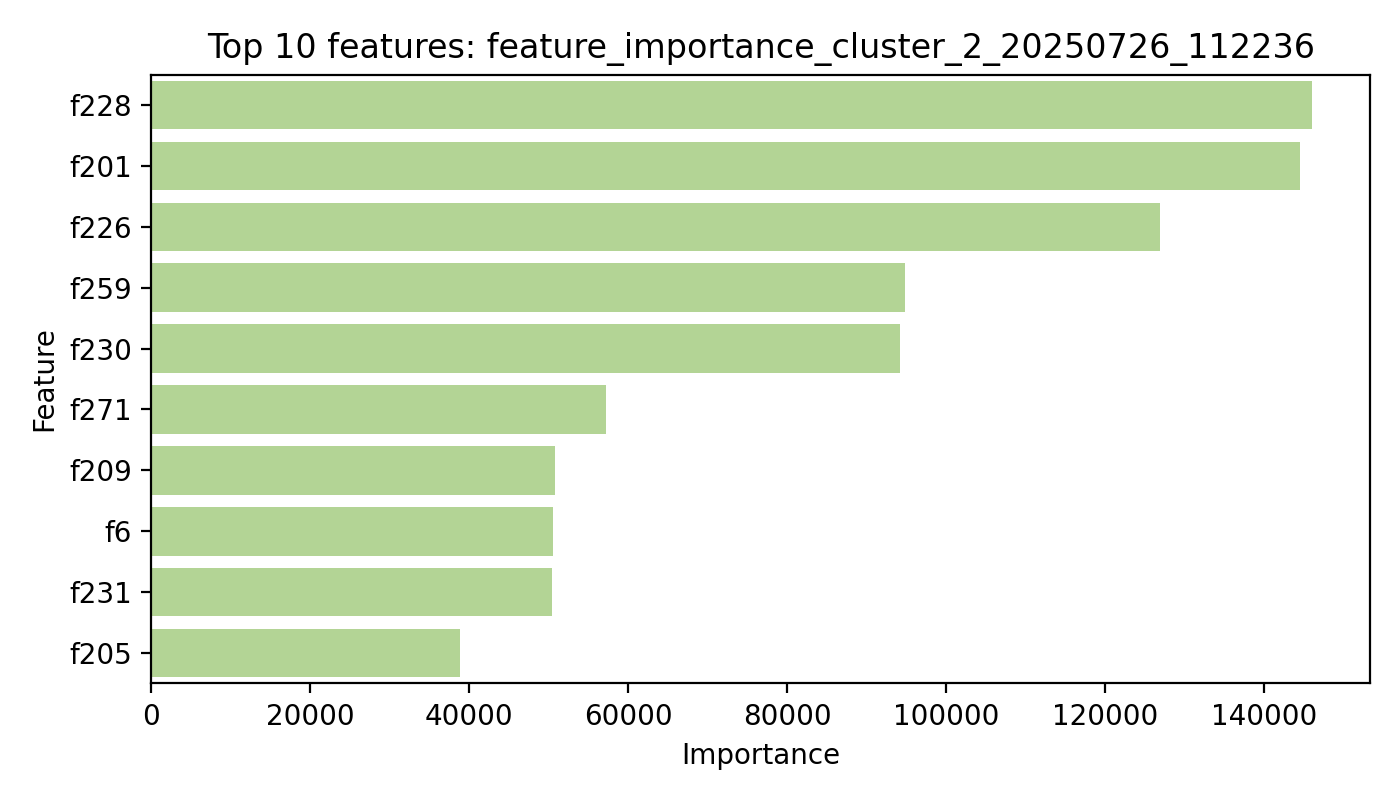 Top 10 features: feature_importance_cluster_2_20250726_112236
Feature
f228
f201
f226
f259
f230
f271
f209
f6
f231
f205
0 20000 40000 60000 80000 100000 120000 140000
Importance